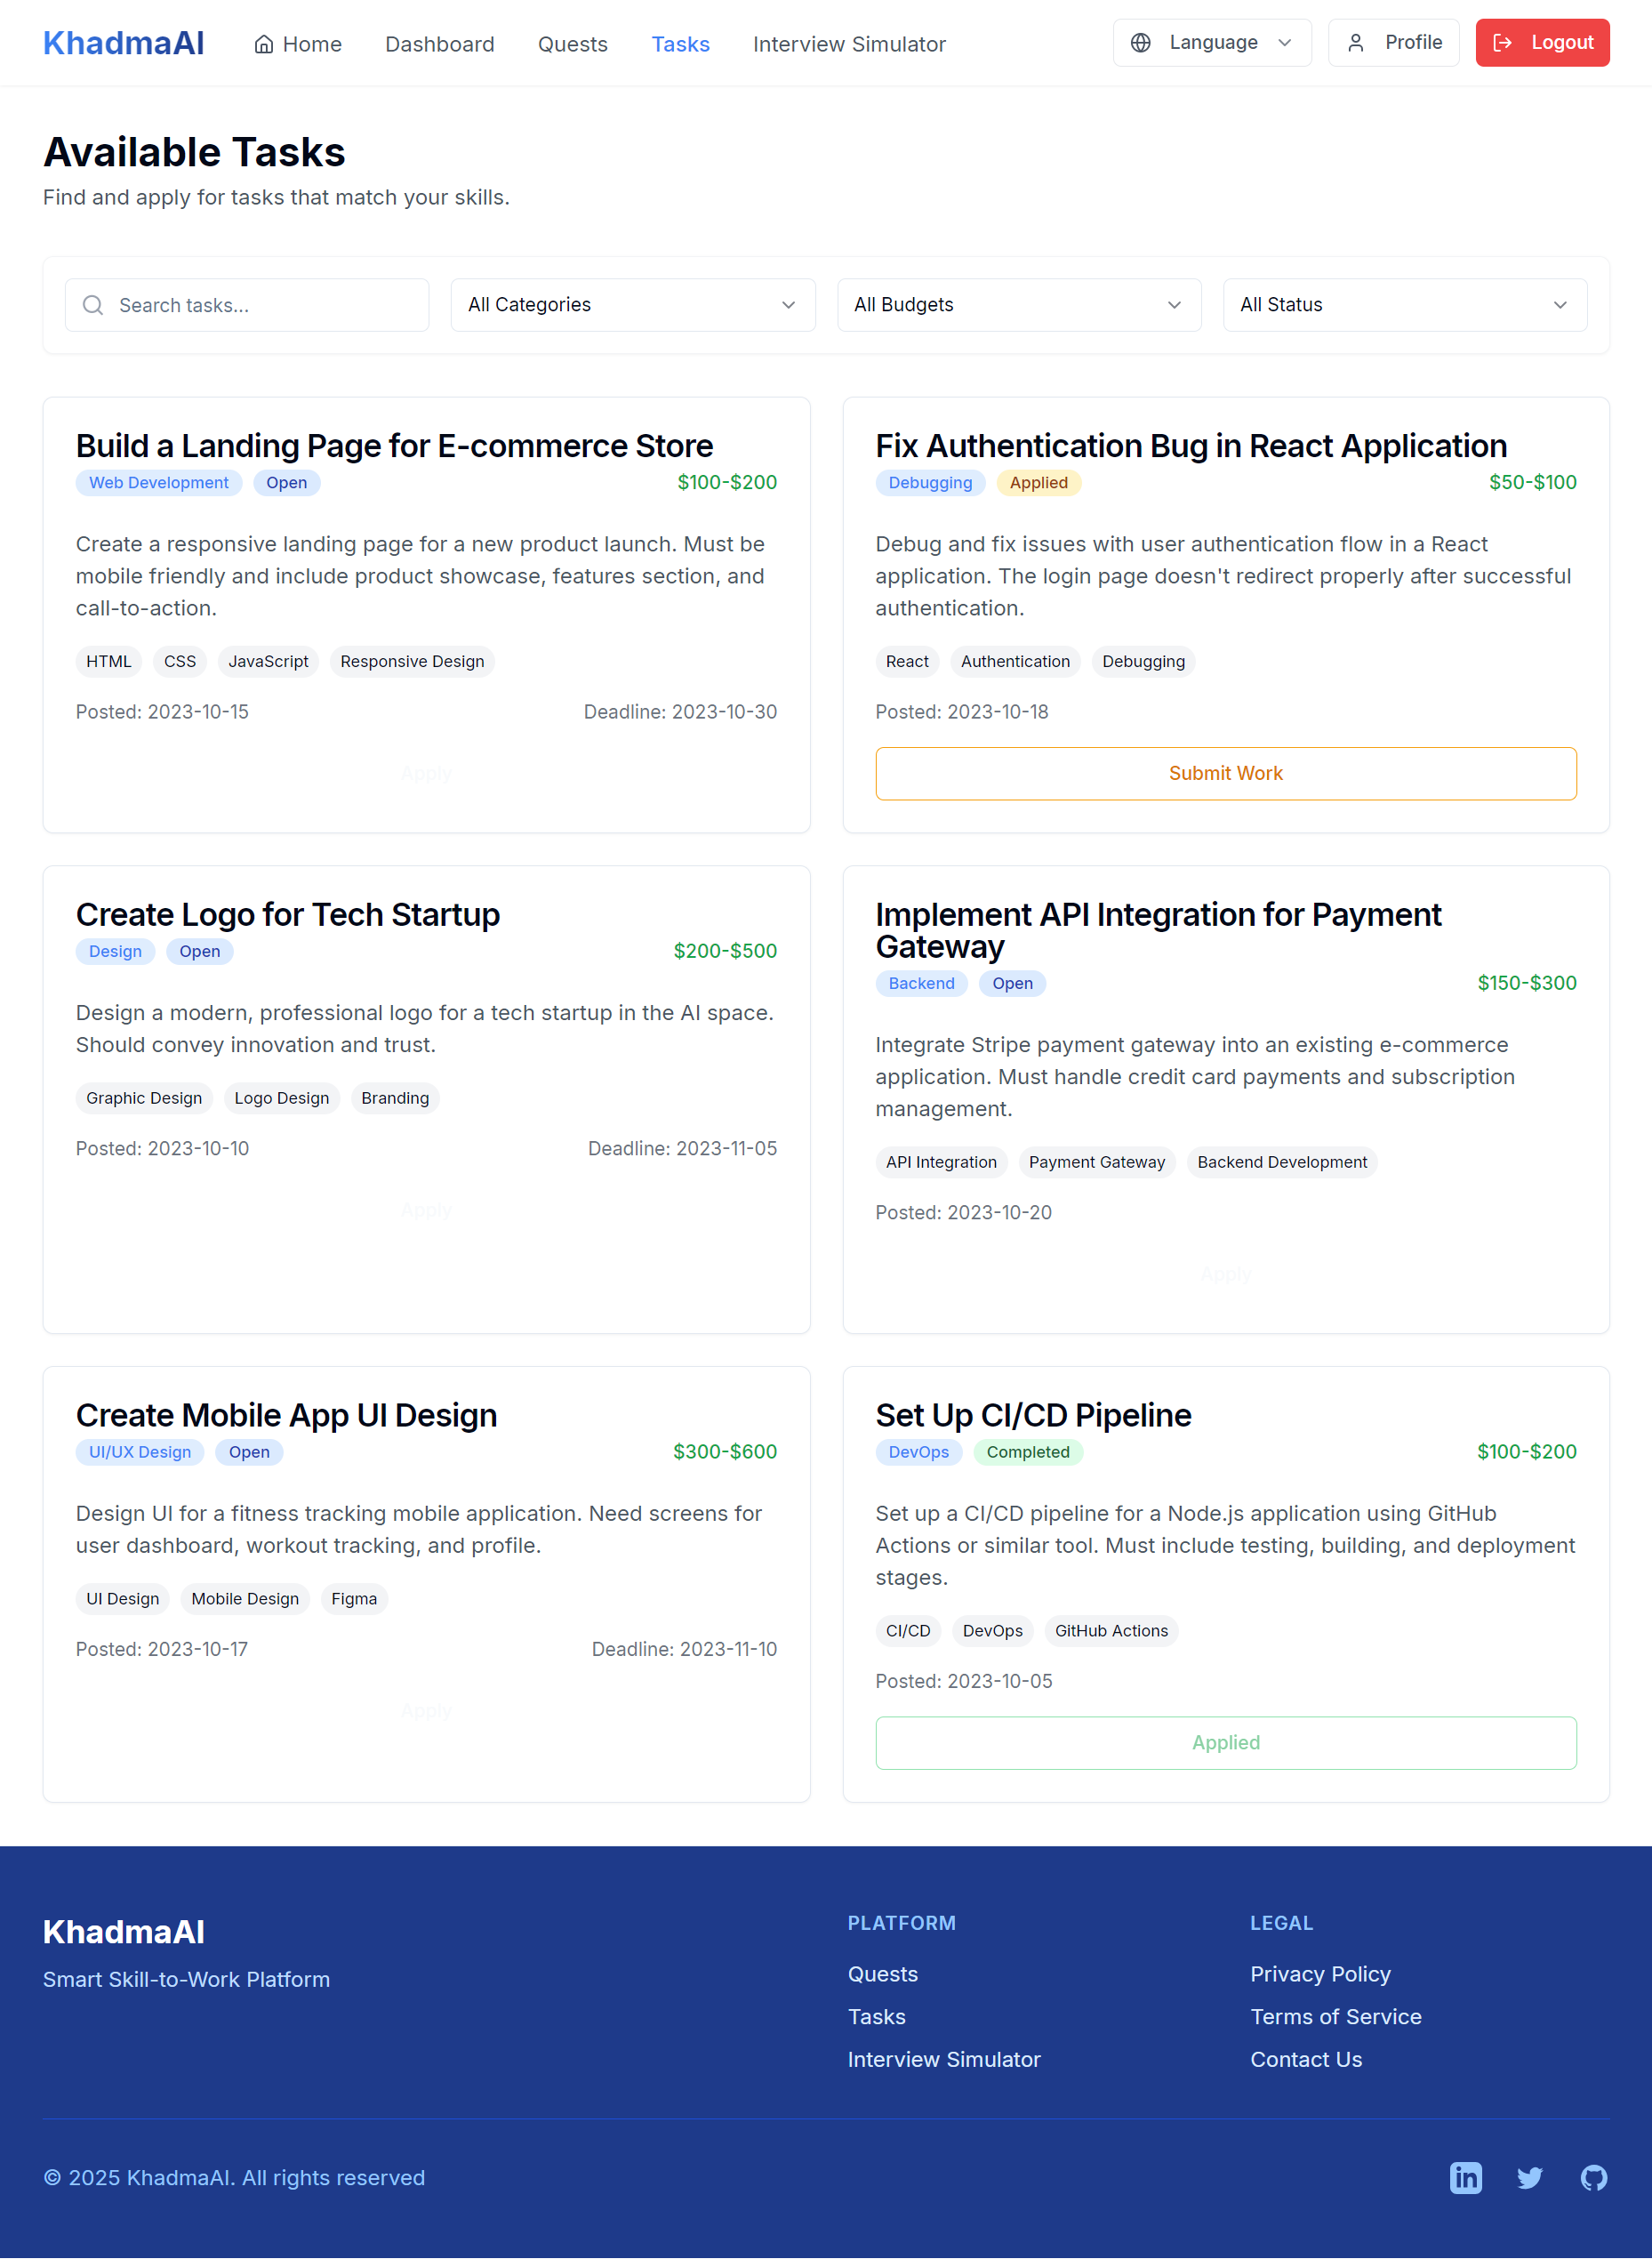 KhadmaAI
Home
Dashboard
Quests
Tasks
Interview Simulator
Language
Profile
Logout
Available Tasks
Find and apply for tasks that match your skills.
Search tasks...
All Categories
All Budgets
All Status
Build a Landing Page for E-commerce Store
Web Development
Open
$100-$200
Create a responsive landing page for a new product launch. Must be
mobile friendly and include product showcase, features section, and
call-to-action.
HTML
CSS
JavaScript
Responsive Design
Posted: 2023-10-15
Deadline: 2023-10-30
Apply
Fix Authentication Bug in React Application
Debugging
Applied
$50-$100
Debug and fix issues with user authentication flow in a React
application. The login page doesn't redirect properly after successful
authentication.
React
Authentication
Debugging
Posted: 2023-10-18
Submit Work
Create Logo for Tech Startup
Design
Open
$200-$500
Design a modern, professional logo for a tech startup in the AI space.
Should convey innovation and trust.
Graphic Design
Logo Design
Branding
Posted: 2023-10-10
Deadline: 2023-11-05
Apply
Implement API Integration for Payment
Gateway
Backend
Open
$150-$300
Integrate Stripe payment gateway into an existing e-commerce
application. Must handle credit card payments and subscription
management.
API Integration
Payment Gateway
Backend Development
Posted: 2023-10-20
Apply
Create Mobile App UI Design
UI/UX Design
Open
$300-$600
Design UI for a fitness tracking mobile application. Need screens for
user dashboard, workout tracking, and profile.
UI Design
Mobile Design
Figma
Posted: 2023-10-17
Deadline: 2023-11-10
Apply
Set Up CI/CD Pipeline
DevOps
Completed
$100-$200
Set up a CI/CD pipeline for a Node.js application using GitHub
Actions or similar tool. Must include testing, building, and deployment
stages.
CI/CD
DevOps
GitHub Actions
Posted: 2023-10-05
Applied
KhadmaAI
Smart Skill-to-Work Platform
PLATFORM
Quests
Tasks
Interview Simulator
LEGAL
Privacy Policy
Terms of Service
Contact Us
© 2025 KhadmaAI. All rights reserved
in